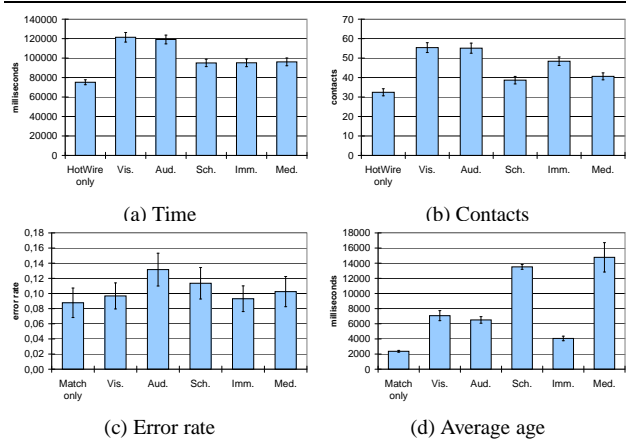 140000
120000
100000
80000
60000
40000
20000
0
milliseconds
HotWire only
Vis.
Aud.
Sch.
Imm.
Med.
(a) Time
70
60
50
40
30
20
10
0
contacts
HotWire only
Vis.
Aud.
Sch.
Imm.
Med.
(b) Contacts
0,18
0,16
0,14
0,12
0,10
0,08
0,06
0,04
0,02
0,00
error rate
Match only
Vis.
Aud.
Sch.
Imm.
Med.
(c) Error rate
18000
16000
14000
12000
10000
8000
6000
4000
2000
0
milliseconds
Match only
Vis.
Aud.
Sch.
Imm.
Med.
(d) Average age